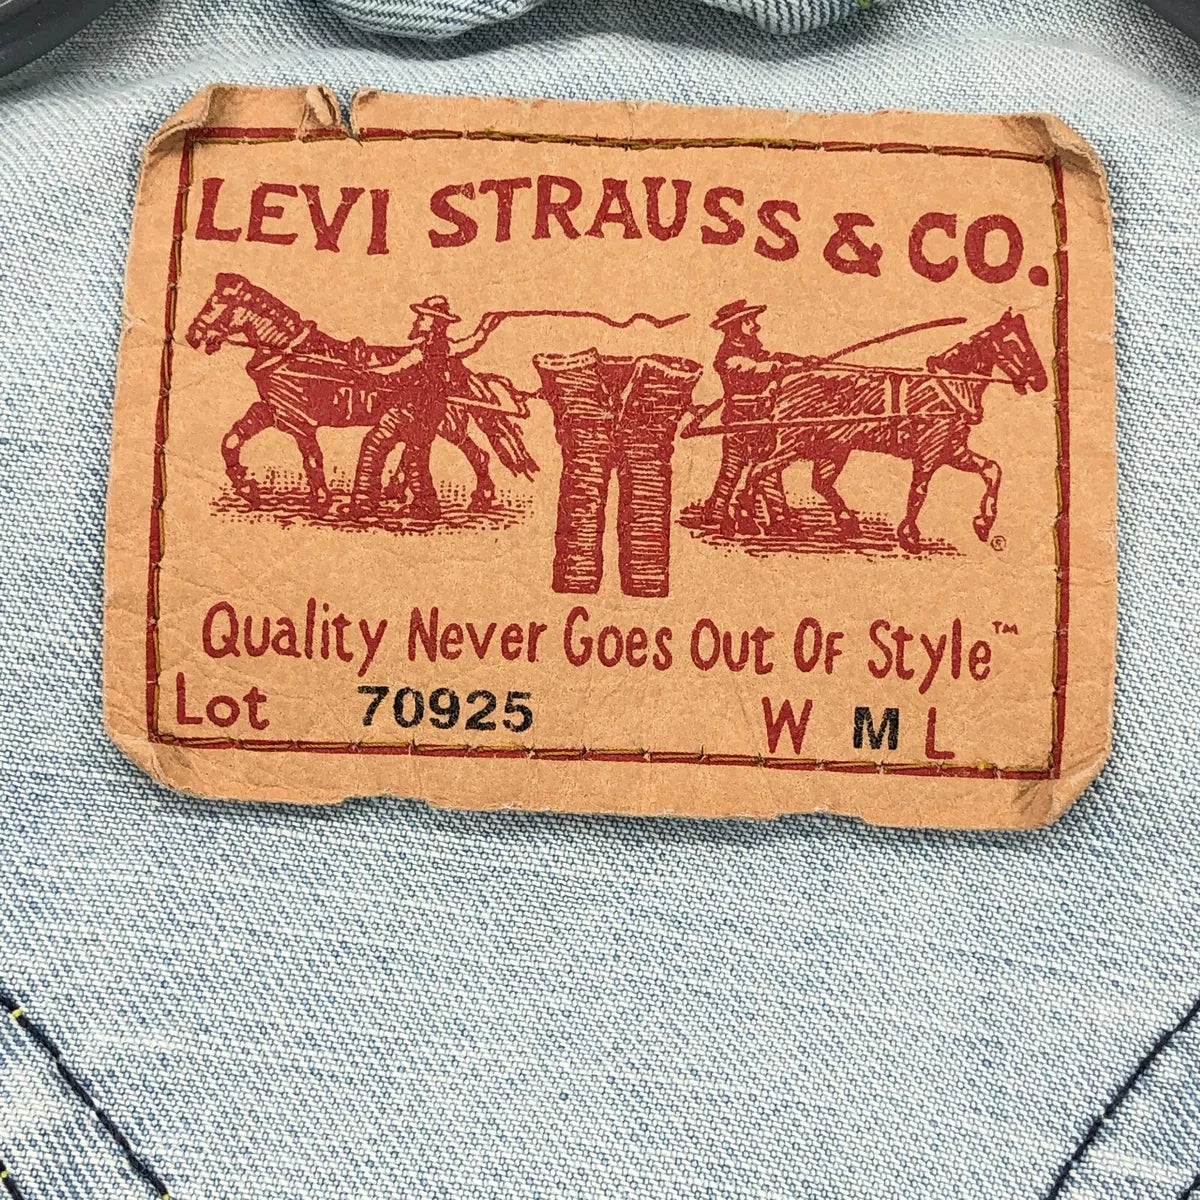 LEVI STRAUSS & CO.
®
Quality Never Goes Out Of Style™
Lot 70925 W M L